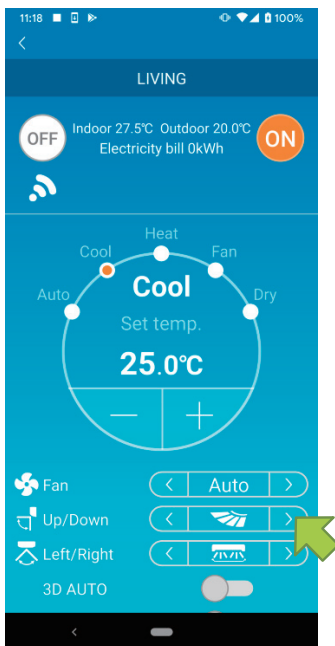 11:18 100%
LIVING
OFF Indoor 27.5℃ Outdoor 20.0℃ ON
Electricity bill 0kWh
Heat
Cool Fan
Auto Cool Dry
Set temp.
25.0℃
− +
Fan Auto
Up/Down
Left/Right
3D AUTO